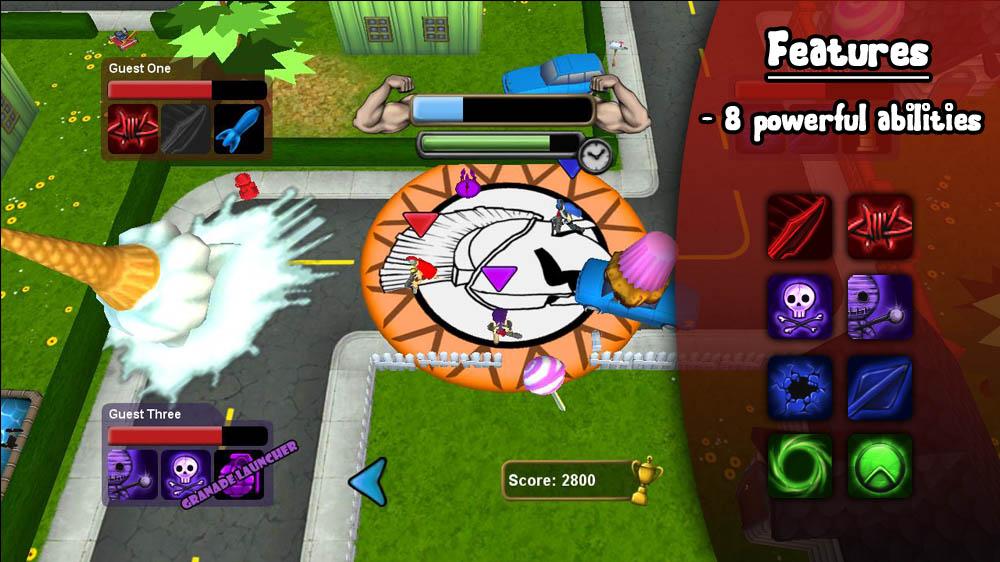 Guest One
Features
- 8 powerful abilities
Guest Three
GRANADE LAUNCHER
Score: 2800